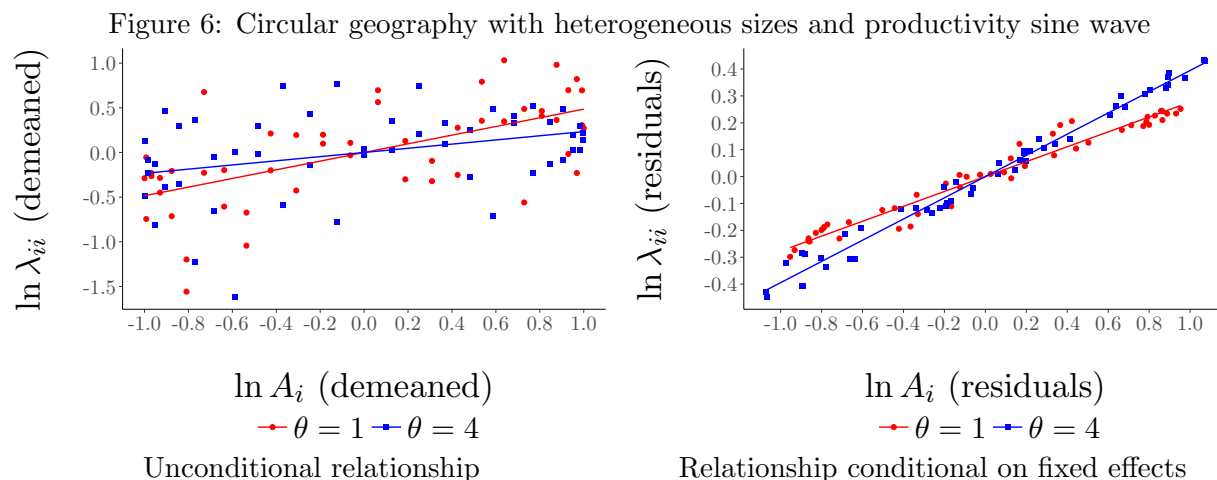 Figure 6: Circular geography with heterogeneous sizes and productivity sine wave
ln λii (demeaned)
1.0
0.5
0.0
-0.5
-1.0
-1.5
-1.0 -0.8 -0.6 -0.4 -0.2 0.0 0.2 0.4 0.6 0.8 1.0
ln Ai (demeaned)
θ = 1 θ = 4
Unconditional relationship
ln λii (residuals)
0.4
0.3
0.2
0.1
0.0
-0.1
-0.2
-0.3
-0.4
-1.0 -0.8 -0.6 -0.4 -0.2 0.0 0.2 0.4 0.6 0.8 1.0
ln Ai (residuals)
θ = 1 θ = 4
Relationship conditional on fixed effects